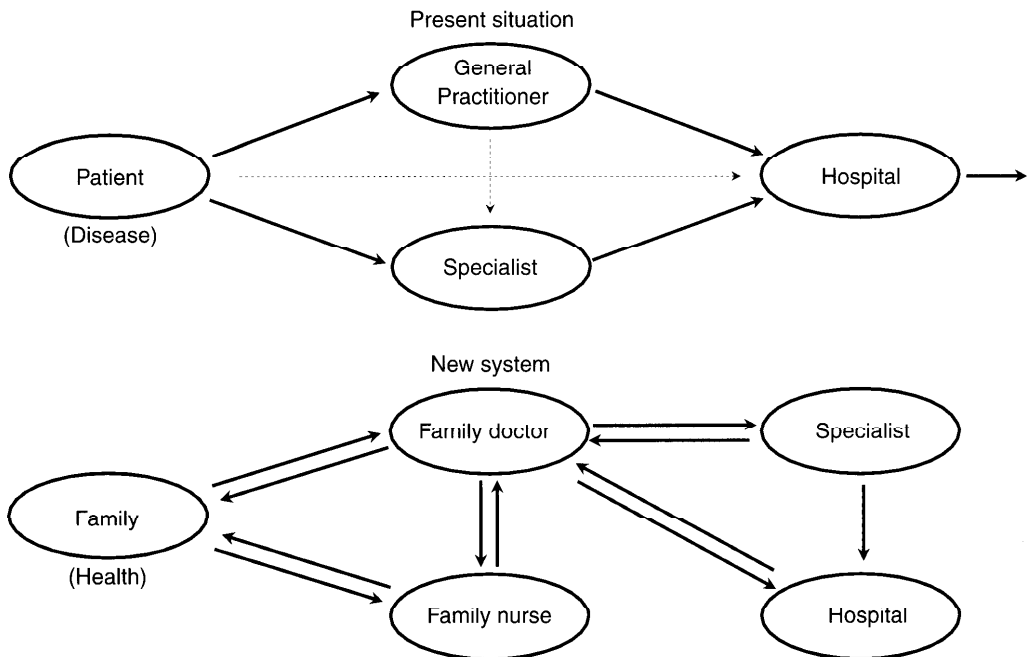 Present situation
General
Practitioner
Patient
(Disease)
Hospital
Specialist
New system
Family doctor
Specialist
Family
(Health)
Family nurse
Hospital